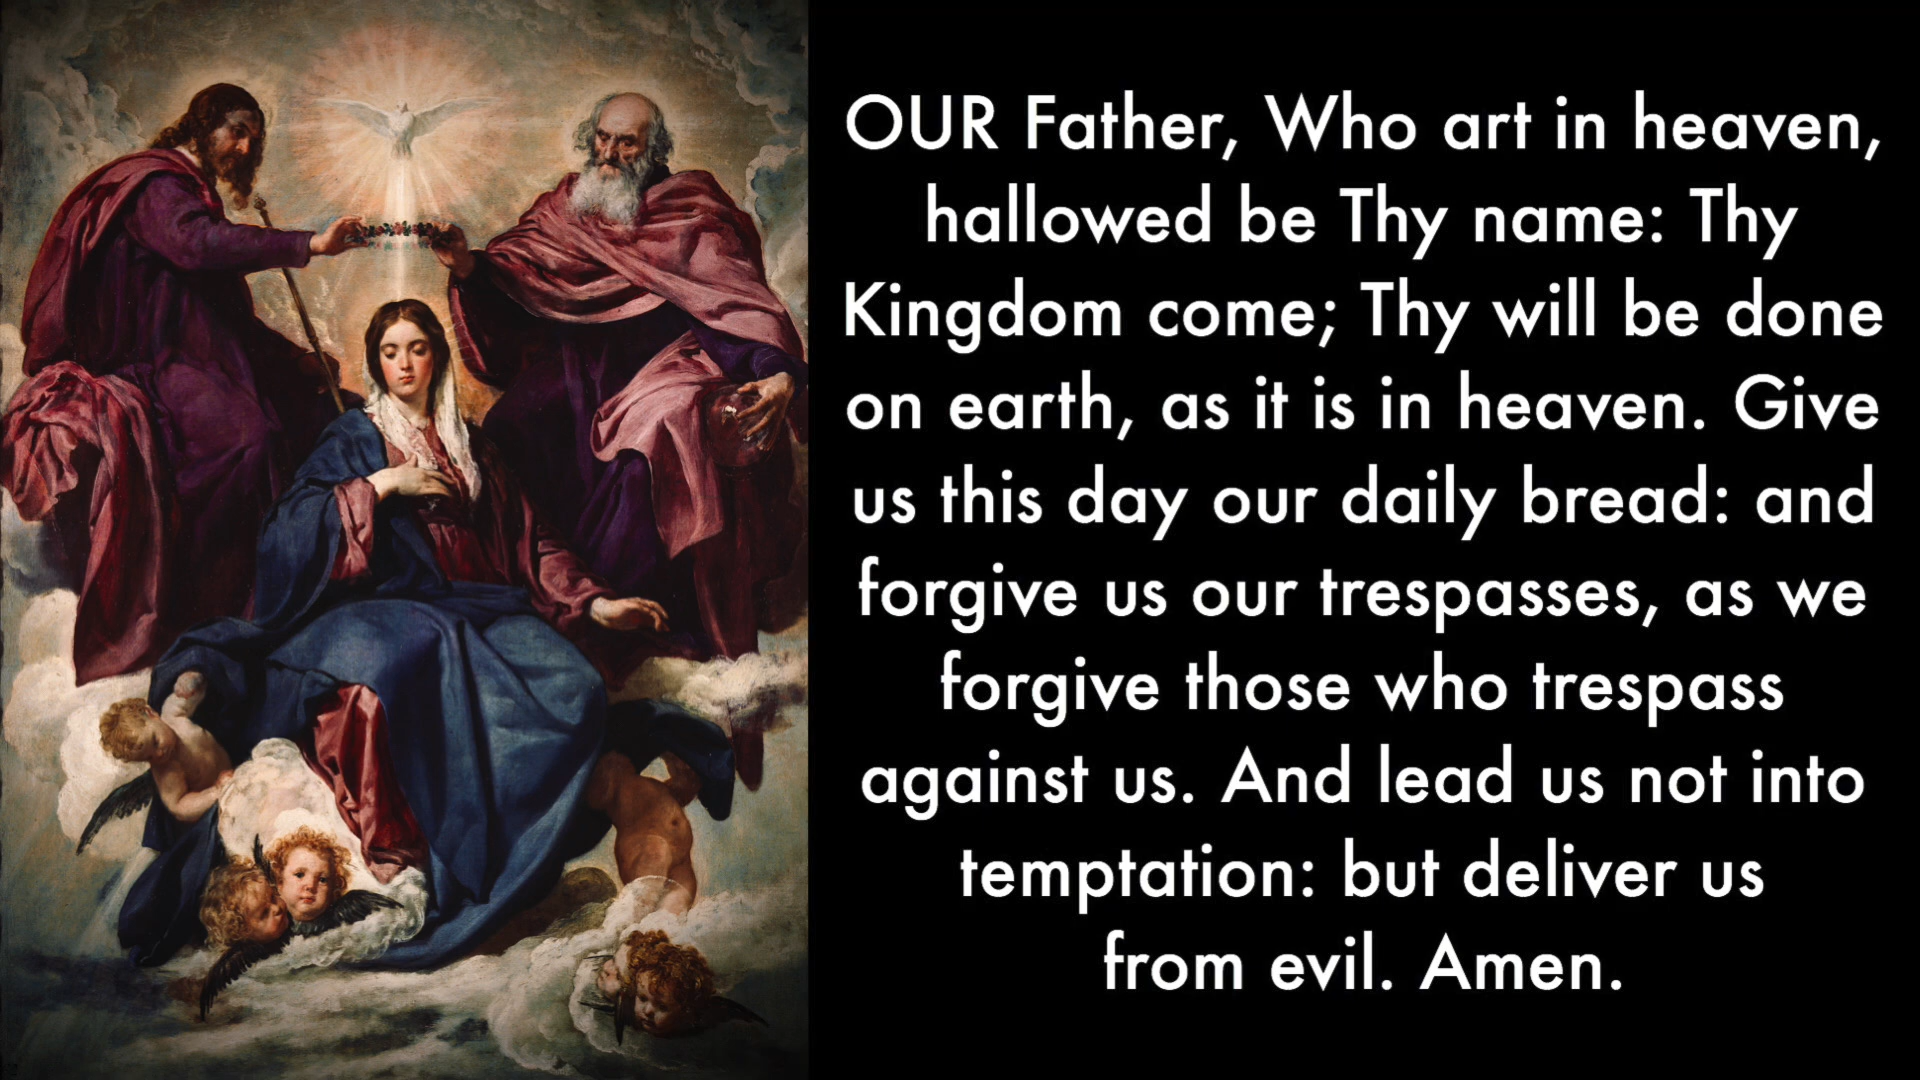 OUR Father, Who art in heaven,
hallowed be Thy name: Thy
Kingdom come; Thy will be done
on earth, as it is in heaven. Give
us this day our daily bread: and
forgive us our trespasses, as we
forgive those who trespass
against us. And lead us not into
temptation: but deliver us
from evil. Amen.